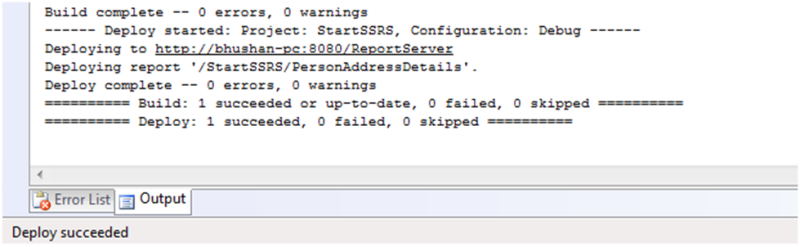 Build complete -- 0 errors, 0 warnings
------ Deploy started: Project: StartSSRS, Configuration: Debug ------
Deploying to http://bhushan-pc:8080/ReportServer
Deploying report '/StartSSRS/PersonAddressDetails'.
Deploy complete -- 0 errors, 0 warnings
========== Build: 1 succeeded or up-to-date, 0 failed, 0 skipped ==========
========== Deploy: 1 succeeded, 0 failed, 0 skipped ==========
Error List Output
Deploy succeeded